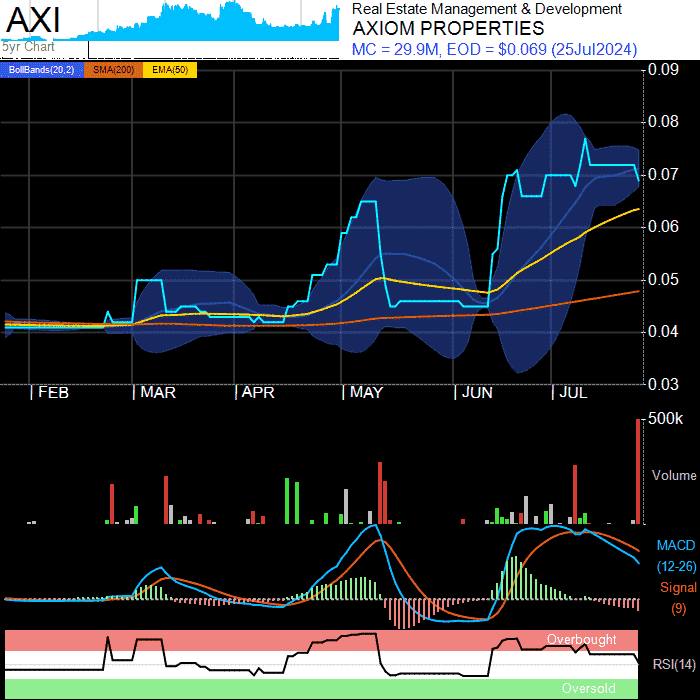 AXI
5yr Chart
Real Estate Management & Development
AXIOM PROPERTIES
MC = 29.9M, EOD = $0.069 (25Jul2024)
BollBands(20,2) SMA(200) EMA(50)
0.09
0.08
0.07
0.06
0.05
0.04
0.03
FEB MAR APR MAY JUN JUL
500k
Volume
MACD
(12-26)
Signal
(9)
Overbought
RSI(14)
Oversold